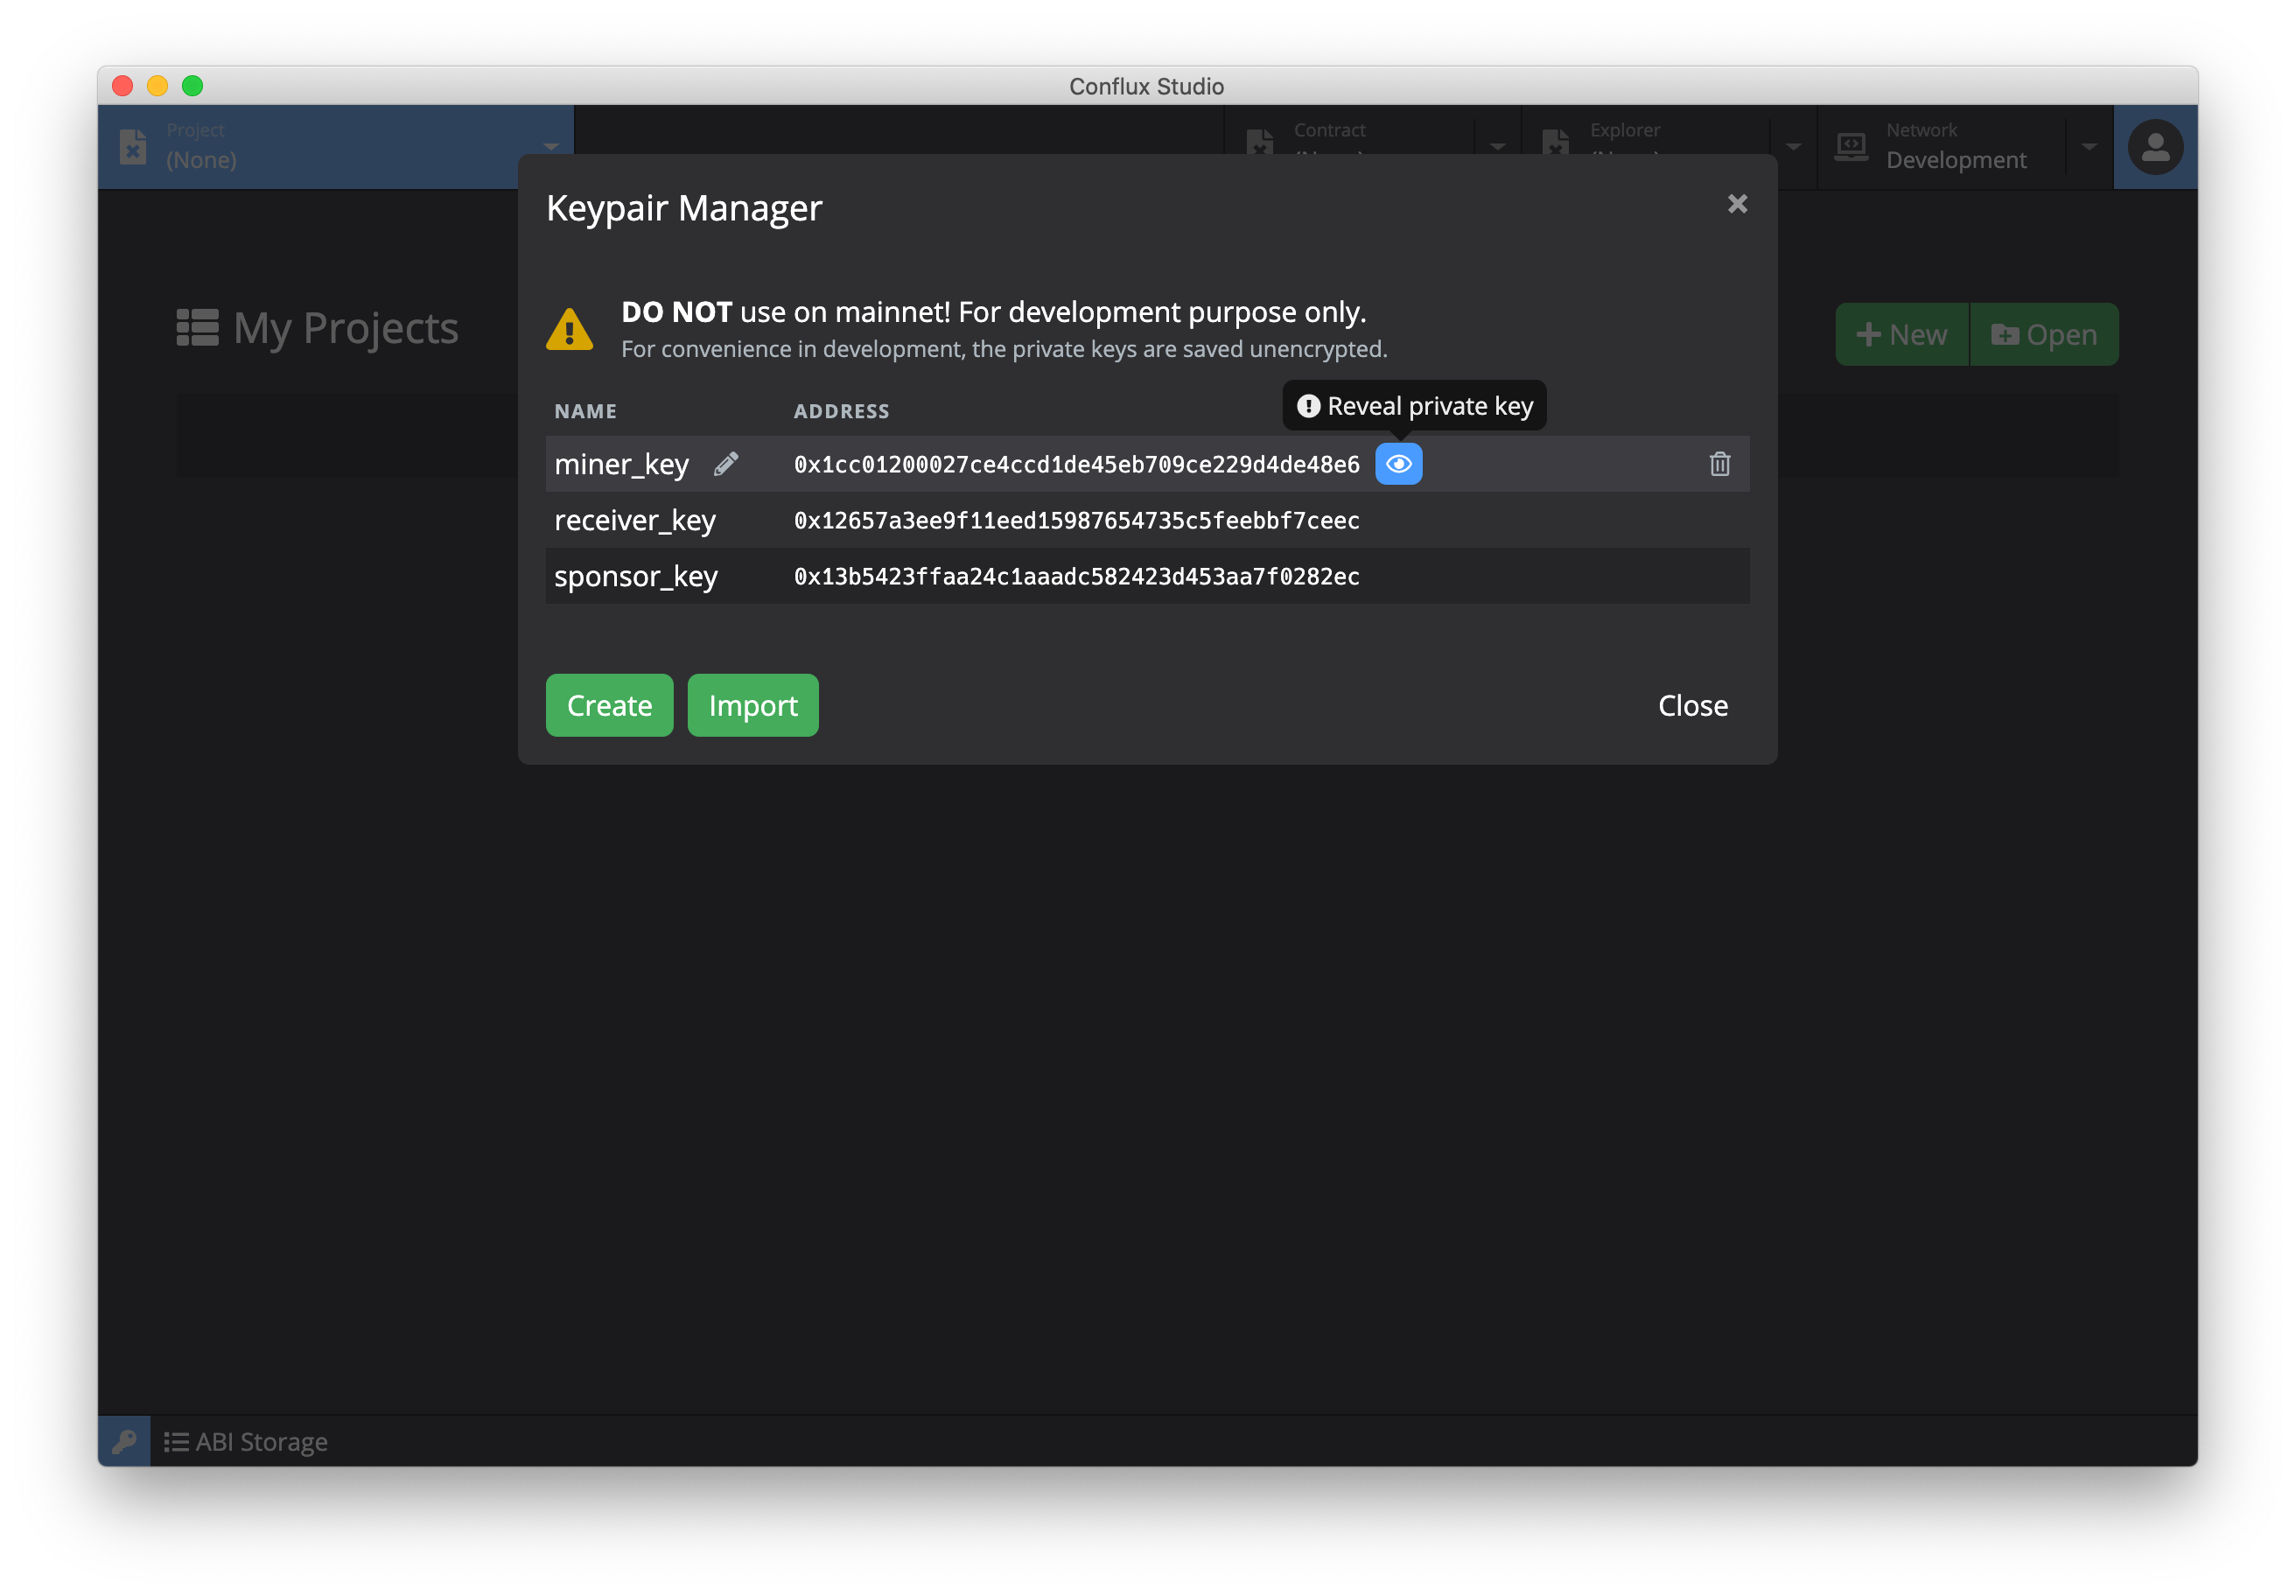 Conflux Studio
Project
(None)
Contract
Explorer
Network
Development
Keypair Manager
My Projects
New
Open
DO NOT use on mainnet! For development purpose only.
For convenience in development, the private keys are saved unencrypted.
Reveal private key
NAME ADDRESS
miner_key 0x1cc01200027ce4ccd1de45eb709ce229d4de48e6
receiver_key 0x12657a3ee9f11eed15987654735c5feebbf7ceec
sponsor_key 0x13b5423ffaa24c1aaadc582423d453aa7f0282ec
Create
Import
Close
ABI Storage